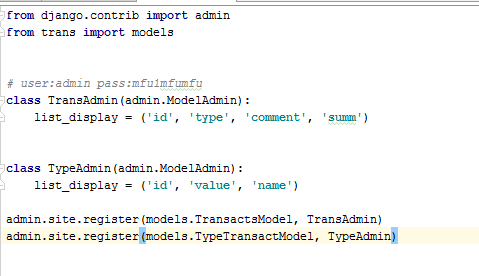 from django.contrib import admin
from trans import models
# user:admin pass:mfu1mfumfu
class TransAdmin(admin.ModelAdmin):
    list_display = ('id', 'type', 'comment', 'summ')
class TypeAdmin(admin.ModelAdmin):
    list_display = ('id', 'value', 'name')
admin.site.register(models.TransactsModel, TransAdmin)
admin.site.register(models.TypeTransactModel, TypeAdmin)